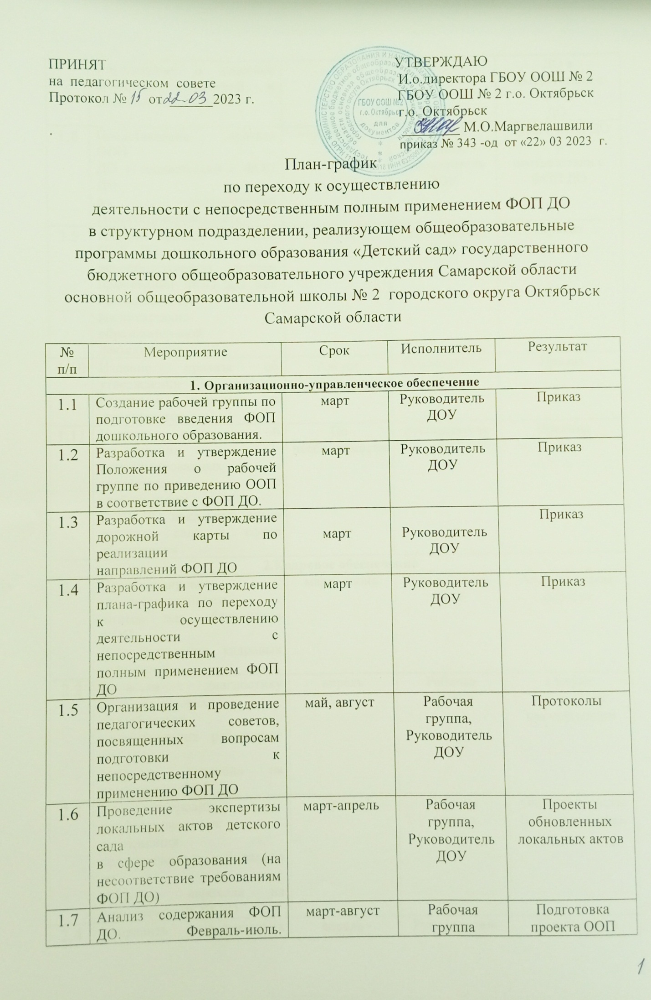 ПРИНЯТ
на педагогическом совете
Протокол № 15 от 22-03 2023 г.
УТВЕРЖДАЮ
И.о.директора ГБОУ ООШ № 2
ГБОУ ООШ № 2 г.о. Октябрьск
г.о. Октябрьск
М.О.Маргвелашвили
приказ № 343 -од от «22» 03 2023 г.
ГБОУ ООШ №2
г.о. Октябрьск
для
документов
План-график
по переходу к осуществлению
деятельности с непосредственным полным применением ФОП ДО
в структурном подразделении, реализующем общеобразовательные
программы дошкольного образования «Детский сад» государственного
бюджетного общеобразовательного учреждения Самарской области
основной общеобразовательной школы № 2 городского округа Октябрьск
Самарской области
№
п/п
Мероприятие
Срок
Исполнитель
Результат
1. Организационно-управленческое обеспечение
1.1
Создание рабочей группы по
подготовке введения ФОП
дошкольного образования.
март
Руководитель
ДОУ
Приказ
1.2
Разработка и утверждение
Положения о рабочей
группе по приведению ООП
в соответствие с ФОП ДО.
март
Руководитель
ДОУ
Приказ
1.3
Разработка и утверждение
дорожной карты по
реализации
направлений ФОП ДО
март
Руководитель
ДОУ
Приказ
1.4
Разработка и утверждение
плана-графика по переходу
к осуществлению
деятельности с
непосредственным
полным применением ФОП
ДО
март
Руководитель
ДОУ
Приказ
1.5
Организация и проведение
педагогических советов,
посвященных вопросам
подготовки к
непосредственному
применению ФОП ДО
май, август
Рабочая
группа,
Руководитель
ДОУ
Протоколы
1.6
Проведение экспертизы
локальных актов детского
сада
в сфере образования (на
несоответствие требованиям
ФОП ДО)
март-апрель
Рабочая
группа,
Руководитель
ДОУ
Проекты
обновленных
локальных актов
1.7
Анализ содержания ФОП
ДО. Февраль-июль.
март-август
Рабочая
группа
Подготовка
проекта ООП
1